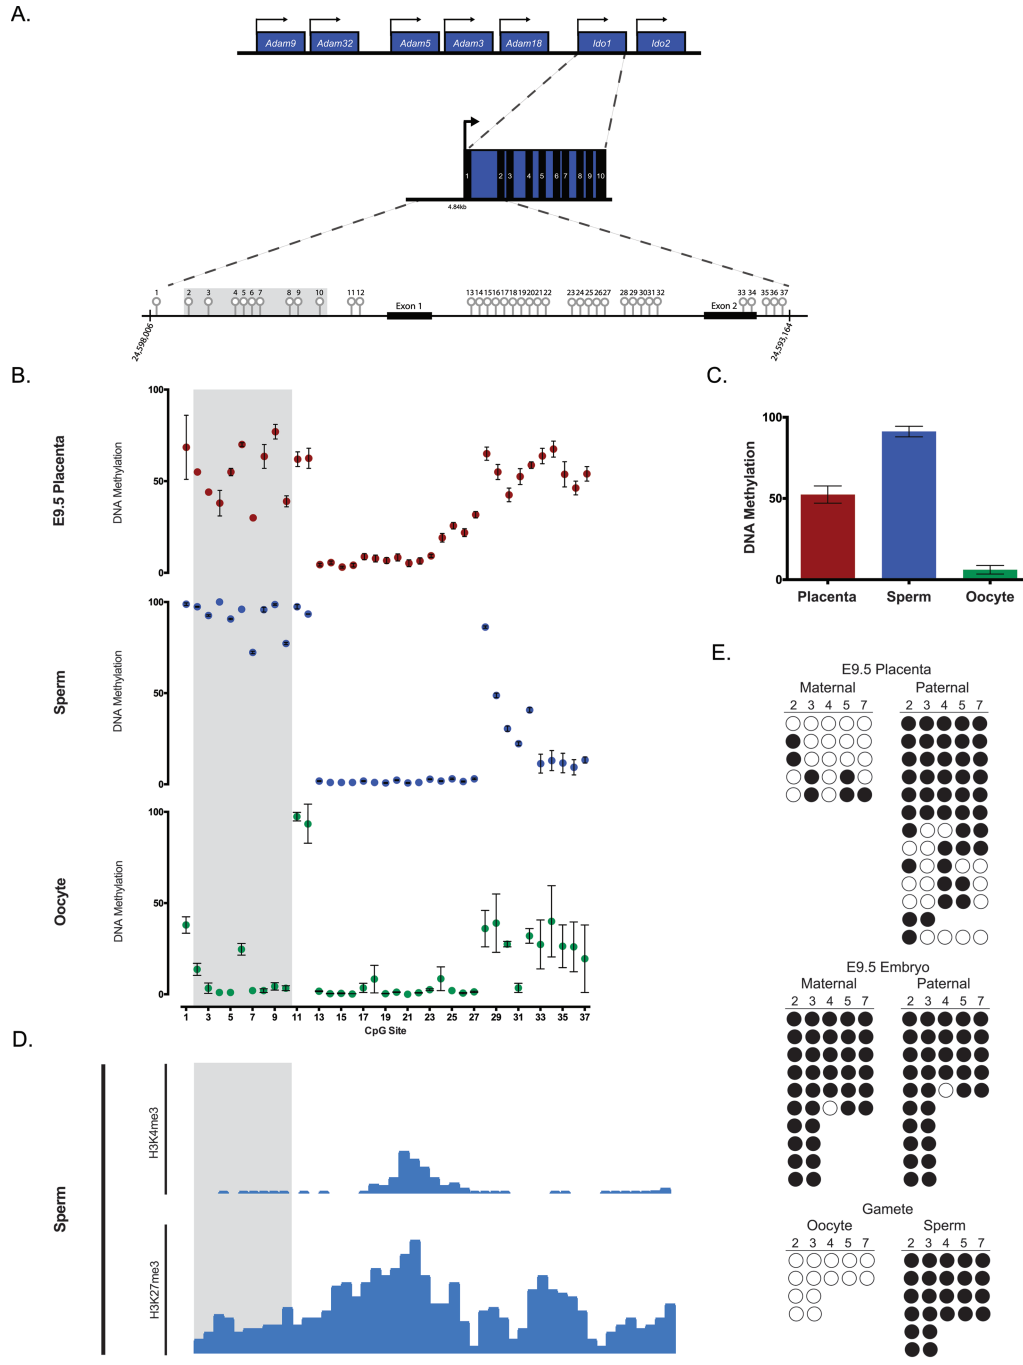 A.
Adam9 Adam32 Adam5 Adam3 Adam18 Ido1 Ido2
1 2 3 4 5 6 7 8 9 10
4.84kb
1 2 3 4 5 6 7 8 9 10 11 12 13 14 15 16 17 18 19 20 21 22 23 24 25 26 27 28 29 30 31 32 33 34 35 36 37
Exon 1 Exon 2
24,598,006 24,593,164
B.
E9.5 Placenta
DNA Methylation
100
50
0
Sperm
DNA Methylation
100
50
0
Oocyte
DNA Methylation
100
50
0
1 3 5 7 9 11 13 15 17 19 21 23 25 27 29 31 33 35 37
CpG Site
C.
DNA Methylation
100
50
0
Placenta Sperm Oocyte
D.
Sperm
H3K4me3
H3K27me3
E.
E9.5 Placenta
Maternal Paternal
2 3 4 5 7 2 3 4 5 7
E9.5 Embryo
Maternal Paternal
2 3 4 5 7 2 3 4 5 7
Gamete
Oocyte Sperm
2 3 4 5 7 2 3 4 5 7